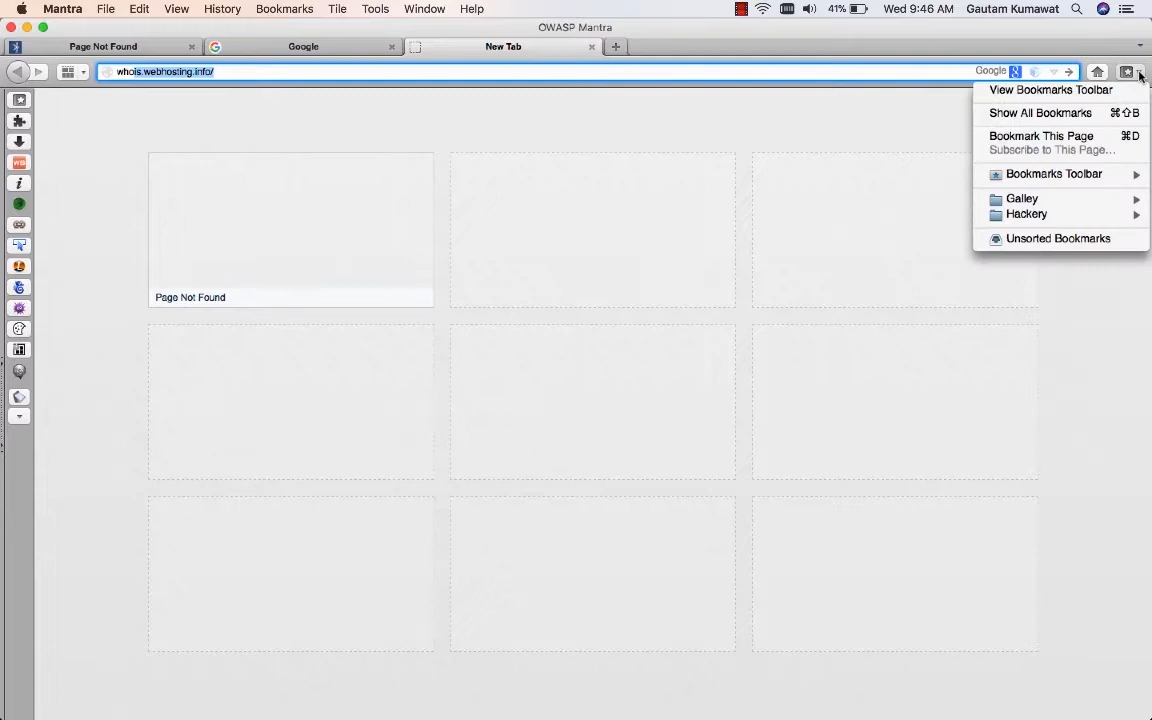 Mantra File Edit View History Bookmarks Tile Tools Window Help 41% Wed 9:46 AM Gautam Kumawat
OWASP Mantra
Page Not Found Google New Tab
whois.webhosting.info/ Google
View Bookmarks Toolbar
Show All Bookmarks ⌘⇧B
Bookmark This Page ⌘D
Subscribe to This Page...
Bookmarks Toolbar
Galley
Hackery
Unsorted Bookmarks
Page Not Found